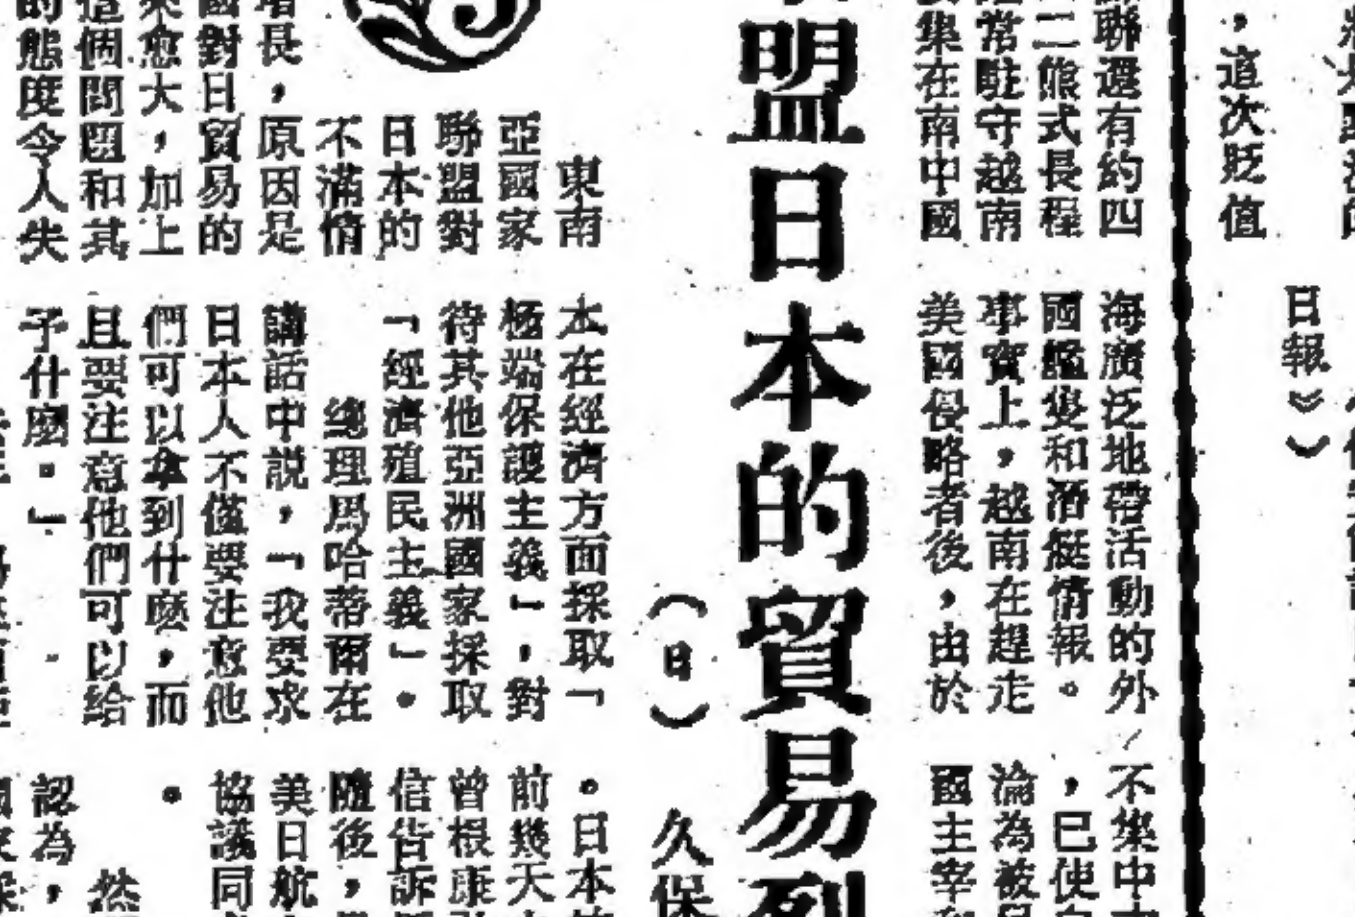 ，這次貶值
日報》）
聯還有約四
二熊式長程
常駐守越南
集在南中國
海廣泛地帶活動的外
國艦隻和潛艇情報。
事實上，越南在趕走
美國侵略者後，由於
不集中
，已使
淪為被
國主宰
盟日本的貿易
（日）　久保
東南
亞國家
聯盟對
日本的
不滿情
增長，原因是
國對日貿易的
愈大，加上
這個問題和其
的態度令人失
本在經濟方面採取「
極端保護主義」，對
待其他亞洲國家採取
「經濟殖民主義」。
總理馬哈蒂爾在
講話中説，「我要求
日本人不僅要注意他
們可以拿到什麼，而
且要注意他們可以給
予什麼。」
。日本
前幾天
曾根康
信告訴
隨後，
美日航
協議同
。
然
認為，